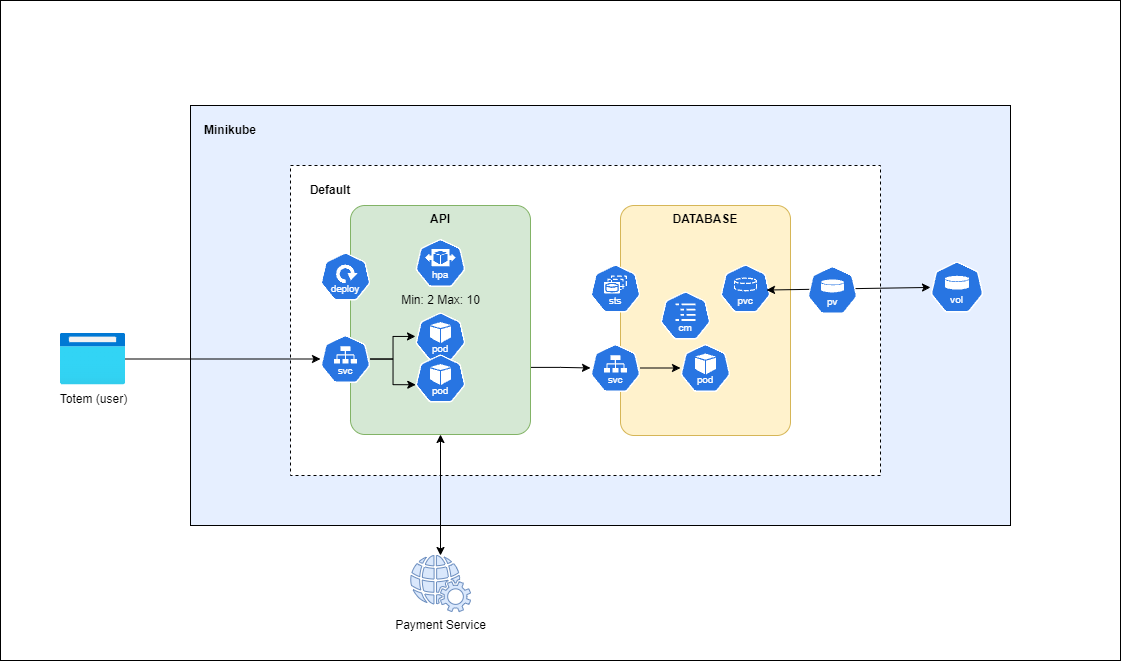 Minikube
Default
API
DATABASE
hpa
deploy
Min: 2 Max: 10
sts
pvc
pv
vol
cm
pod
svc
pod
svc
pod
Totem (user)
Payment Service